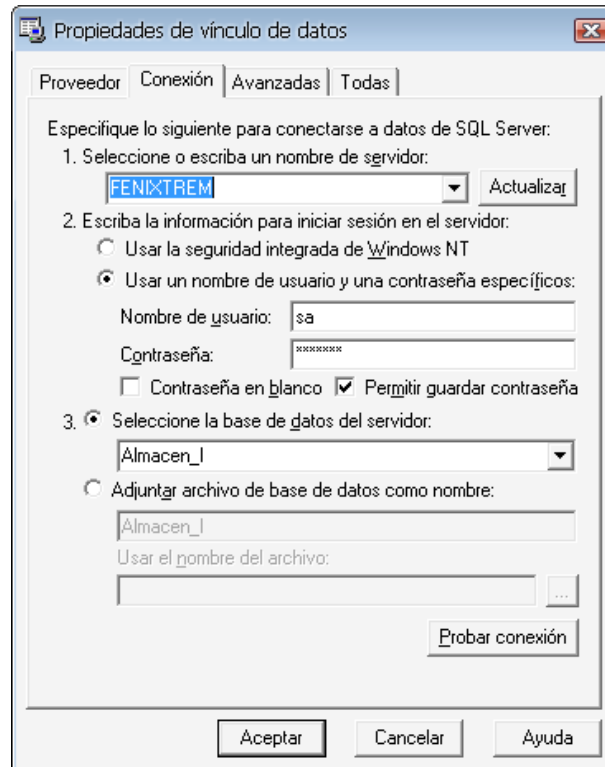 Propiedades de vínculo de datos
Proveedor Conexión Avanzadas Todas
Especifique lo siguiente para conectarse a datos de SQL Server:
1. Seleccione o escriba un nombre de servidor:
FENIXTREM Actualizar
2. Escriba la información para iniciar sesión en el servidor:
Usar la seguridad integrada de Windows NT
Usar un nombre de usuario y una contraseña específicos:
Nombre de usuario: sa
Contraseña: *******
Contraseña en blanco Permitir guardar contraseña
3. Seleccione la base de datos del servidor:
Almacen_I
Adjuntar archivo de base de datos como nombre:
Almacen_I
Usar el nombre del archivo:
...
Probar conexión
Aceptar Cancelar Ayuda